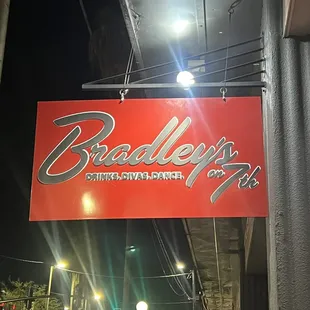 Bradley's
on 7th
DRINKS. DIVAS. DANCE.